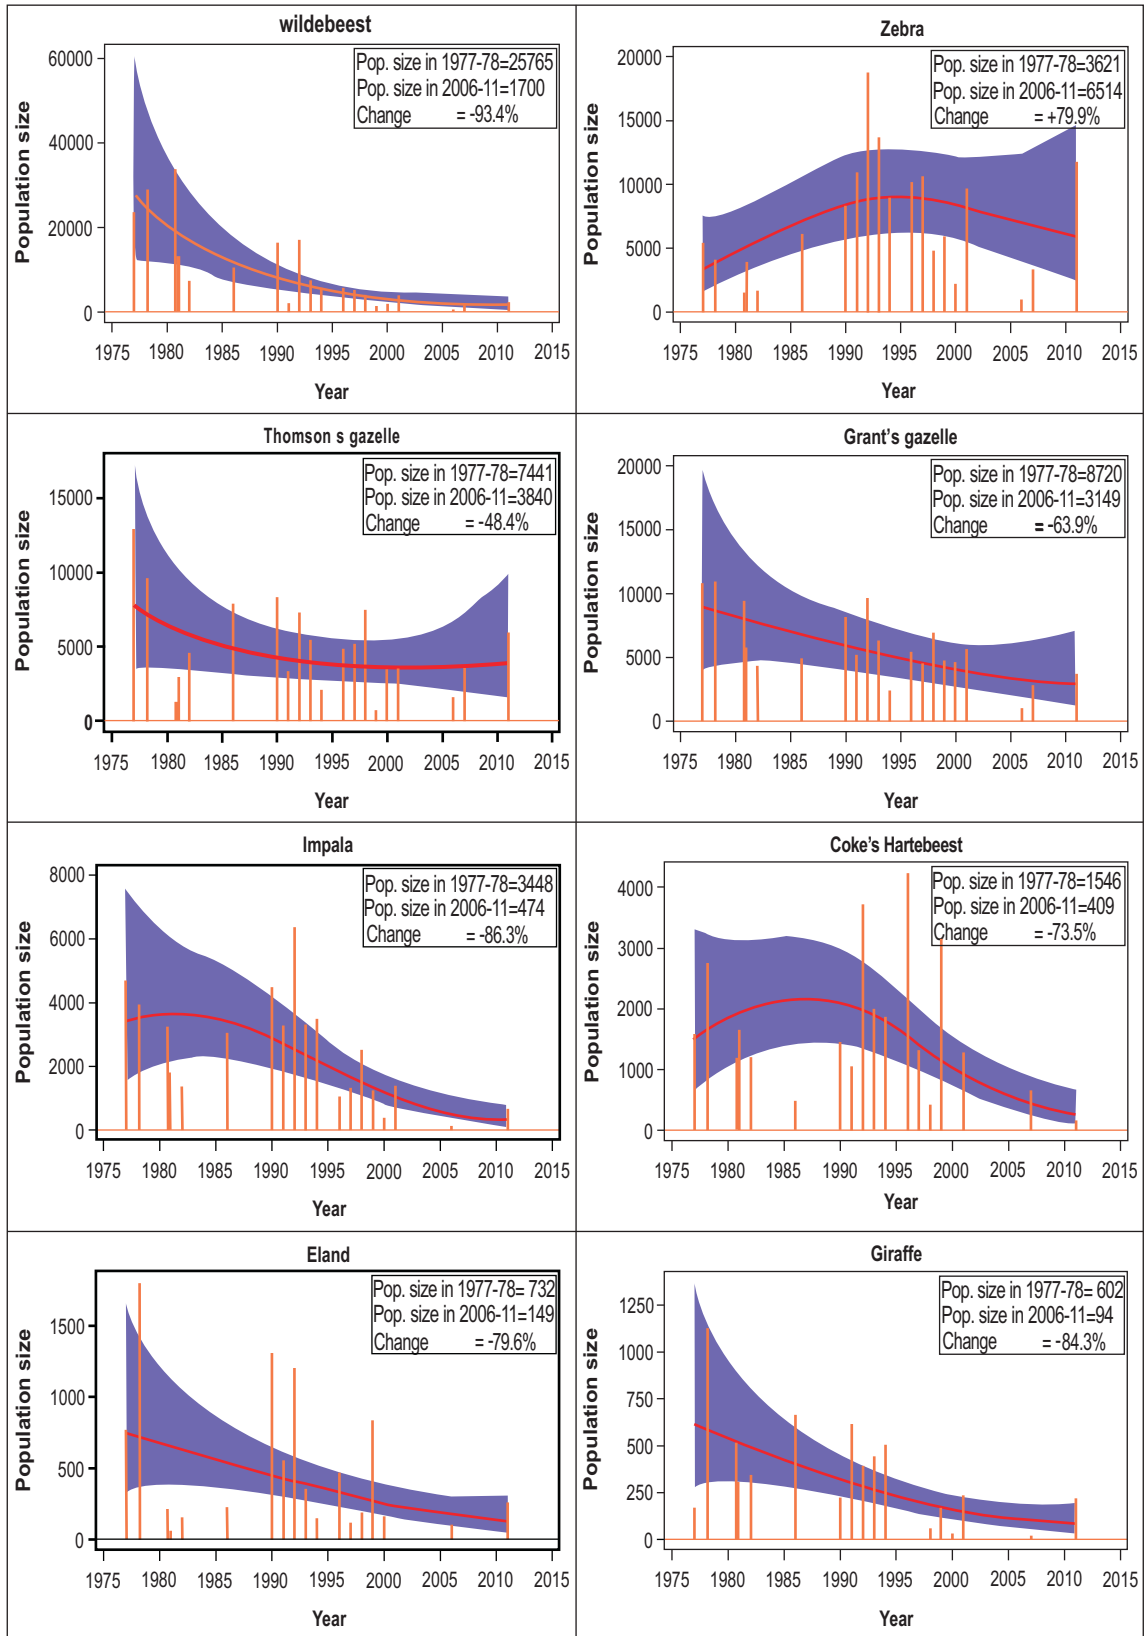 wildebeest
Pop. size in 1977-78=25765
Pop. size in 2006-11=1700
Change = -93.4%
Population size
60000
40000
20000
0
1975 1980 1985 1990 1995 2000 2005 2010 2015
Year
Zebra
Pop. size in 1977-78=3621
Pop. size in 2006-11=6514
Change = +79.9%
Population size
20000
15000
10000
5000
0
1975 1980 1985 1990 1995 2000 2005 2010 2015
Year
Thomson s gazelle
Pop. size in 1977-78=7441
Pop. size in 2006-11=3840
Change = -48.4%
Population size
15000
10000
5000
0
1975 1980 1985 1990 1995 2000 2005 2010 2015
Year
Grant's gazelle
Pop. size in 1977-78=8720
Pop. size in 2006-11=3149
Change = -63.9%
Population size
20000
15000
10000
5000
0
1975 1980 1985 1990 1995 2000 2005 2010 2015
Year
Impala
Pop. size in 1977-78=3448
Pop. size in 2006-11=474
Change = -86.3%
Population size
8000
6000
4000
2000
0
1975 1980 1985 1990 1995 2000 2005 2010 2015
Year
Coke's Hartebeest
Pop. size in 1977-78=1546
Pop. size in 2006-11=409
Change = -73.5%
Population size
4000
3000
2000
1000
0
1975 1980 1985 1990 1995 2000 2005 2010 2015
Year
Eland
Pop. size in 1977-78= 732
Pop. size in 2006-11=149
Change = -79.6%
Population size
1500
1000
500
0
1975 1980 1985 1990 1995 2000 2005 2010 2015
Year
Giraffe
Pop. size in 1977-78= 602
Pop. size in 2006-11=94
Change = -84.3%
Population size
1250
1000
750
500
250
0
1975 1980 1985 1990 1995 2000 2005 2010 2015
Year